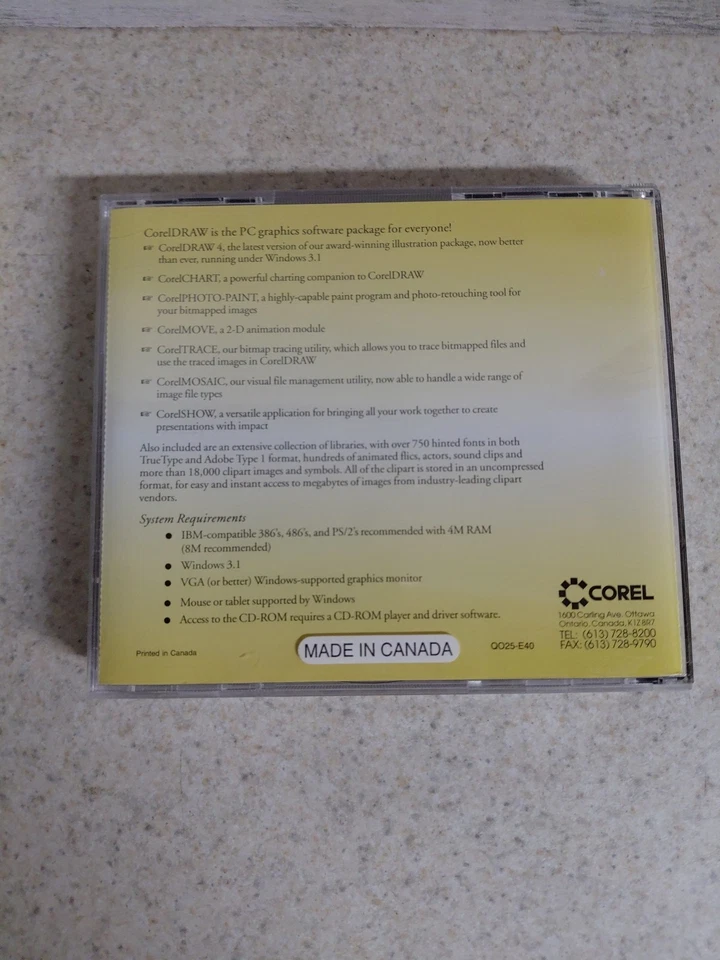 CorelDRAW is the PC graphics software package for everyone!
☞ CorelDRAW 4, the latest version of our award-winning illustration package, now better
than ever, running under Windows 3.1
☞ CorelCHART, a powerful charting companion to CorelDRAW
☞ CorelPHOTO-PAINT, a highly-capable paint program and photo-retouching tool for
your bitmapped images
☞ CorelMOVE, a 2-D animation module
☞ CorelTRACE, our bitmap tracing utility, which allows you to trace bitmapped files and
use the traced images in CorelDRAW
☞ CorelMOSAIC, our visual file management utility, now able to handle a wide range of
image file types
☞ CorelSHOW, a versatile application for bringing all your work together to create
presentations with impact
Also included are an extensive collection of libraries, with over 750 hinted fonts in both
TrueType and Adobe Type 1 format, hundreds of animated flics, actors, sound clips and
more than 18,000 clipart images and symbols. All of the clipart is stored in an uncompressed
format, for easy and instant access to megabytes of images from industry-leading clipart
vendors.
System Requirements
● IBM-compatible 386's, 486's, and PS/2's recommended with 4M RAM
(8M recommended)
● Windows 3.1
● VGA (or better) Windows-supported graphics monitor
● Mouse or tablet supported by Windows
● Access to the CD-ROM requires a CD-ROM player and driver software.
COREL
1600 Carling Ave. Ottawa
Ontario, Canada, K1Z 8R7
TEL: (613) 728-8200
FAX: (613) 728-9790
Printed in Canada
MADE IN CANADA
QO25-E40